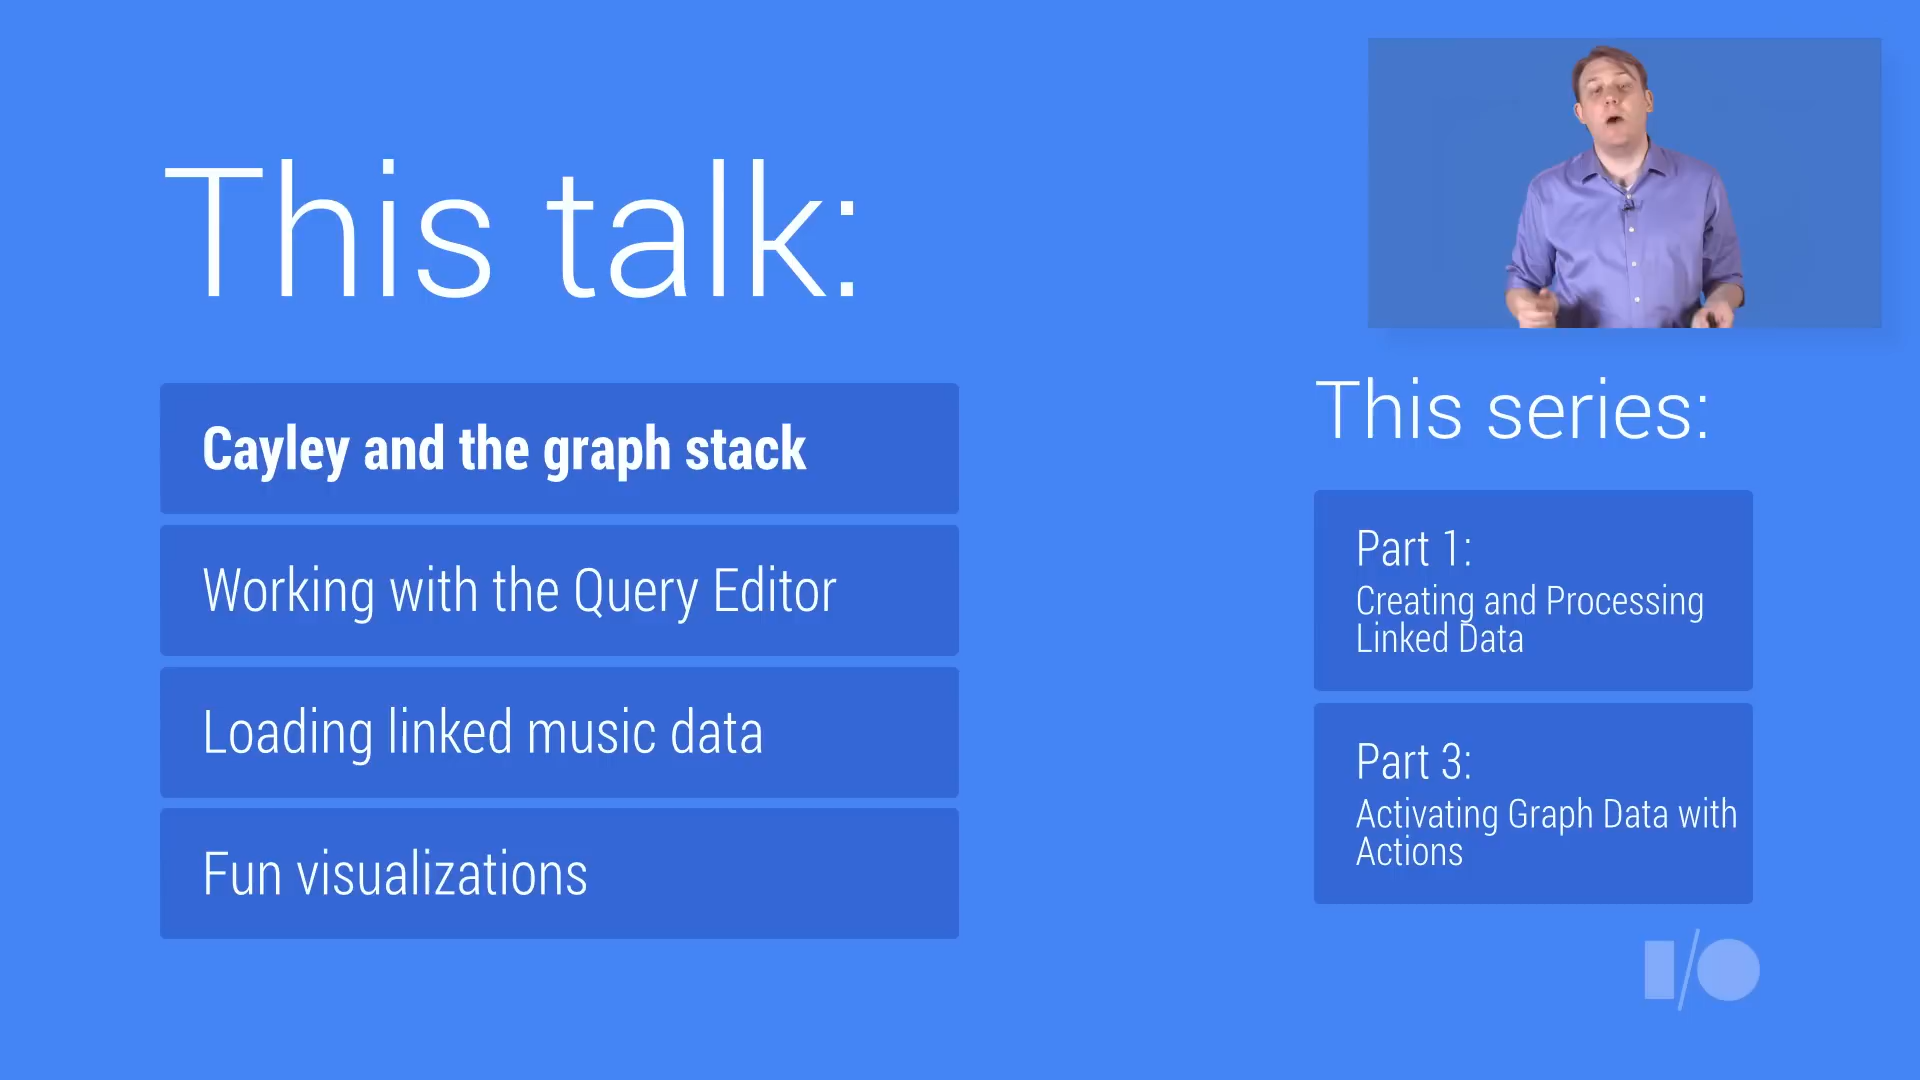 This talk:
Cayley and the graph stack
Working with the Query Editor
Loading linked music data
Fun visualizations
This series:
Part 1:
Creating and Processing
Linked Data
Part 3:
Activating Graph Data with
Actions
I/O